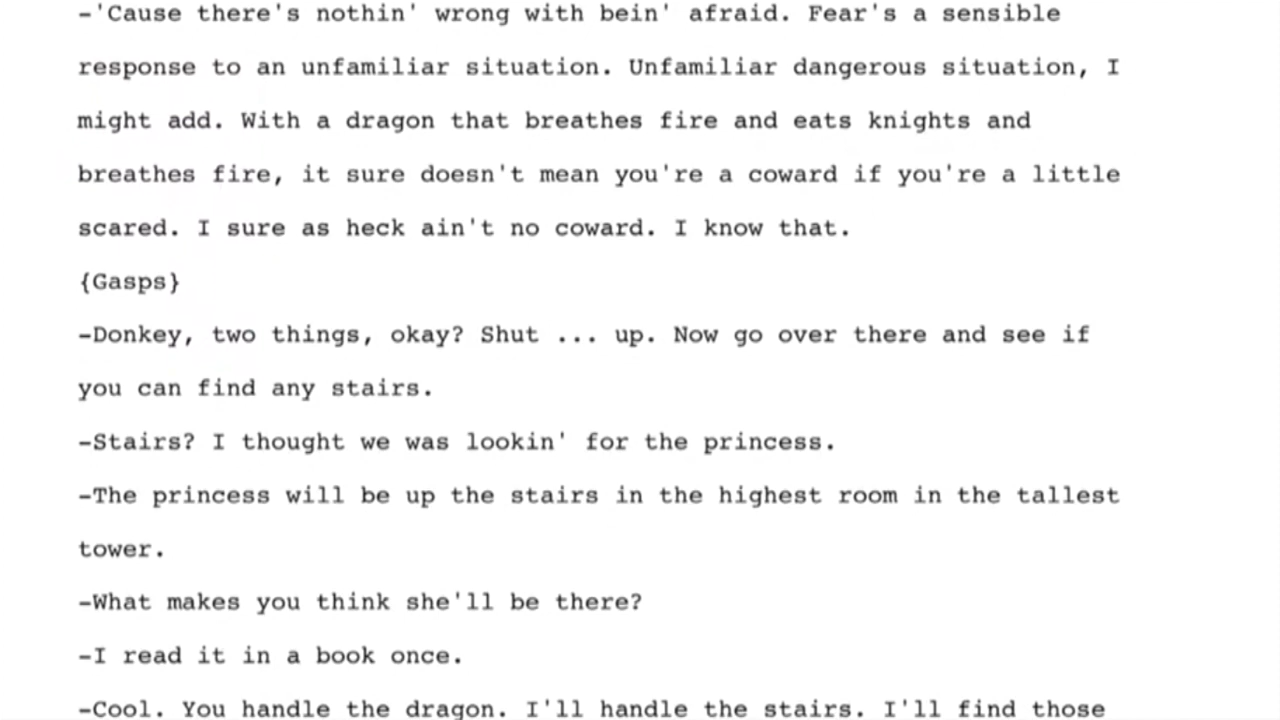 -'Cause there's nothin' wrong with bein' afraid. Fear's a sensible
response to an unfamiliar situation. Unfamiliar dangerous situation, I
might add. With a dragon that breathes fire and eats knights and
breathes fire, it sure doesn't mean you're a coward if you're a little
scared. I sure as heck ain't no coward. I know that.
{Gasps}
-Donkey, two things, okay? Shut ... up. Now go over there and see if
you can find any stairs.
-Stairs? I thought we was lookin' for the princess.
-The princess will be up the stairs in the highest room in the tallest
tower.
-What makes you think she'll be there?
-I read it in a book once.
-Cool. You handle the dragon. I'll handle the stairs. I'll find those